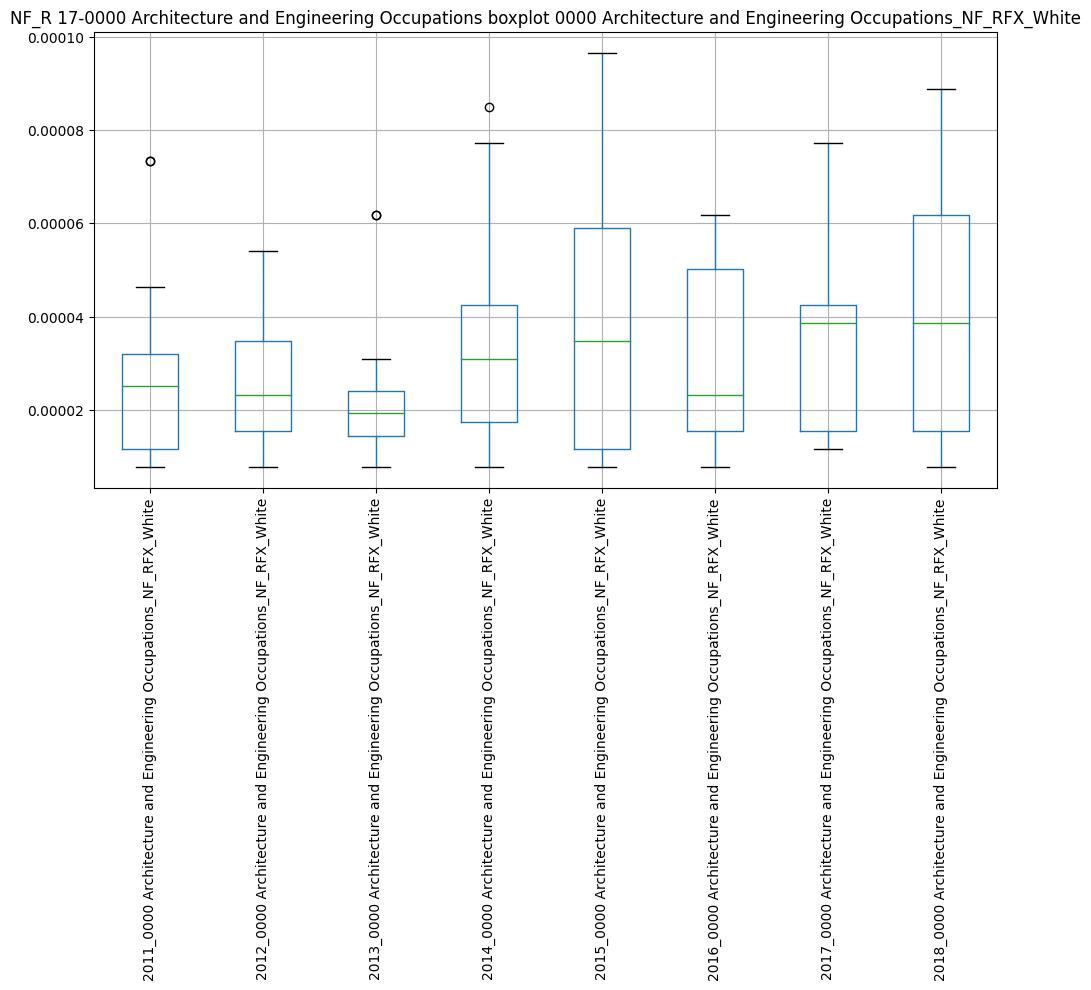 NF_R 17-0000 Architecture and Engineering Occupations boxplot 0000 Architecture and Engineering Occupations_NF_RFX_White
0.00010
0.00008
0.00006
0.00004
0.00002
2011_0000 Architecture and Engineering Occupations_NF_RFX_White
2012_0000 Architecture and Engineering Occupations_NF_RFX_White
2013_0000 Architecture and Engineering Occupations_NF_RFX_White
2014_0000 Architecture and Engineering Occupations_NF_RFX_White
2015_0000 Architecture and Engineering Occupations_NF_RFX_White
2016_0000 Architecture and Engineering Occupations_NF_RFX_White
2017_0000 Architecture and Engineering Occupations_NF_RFX_White
2018_0000 Architecture and Engineering Occupations_NF_RFX_White